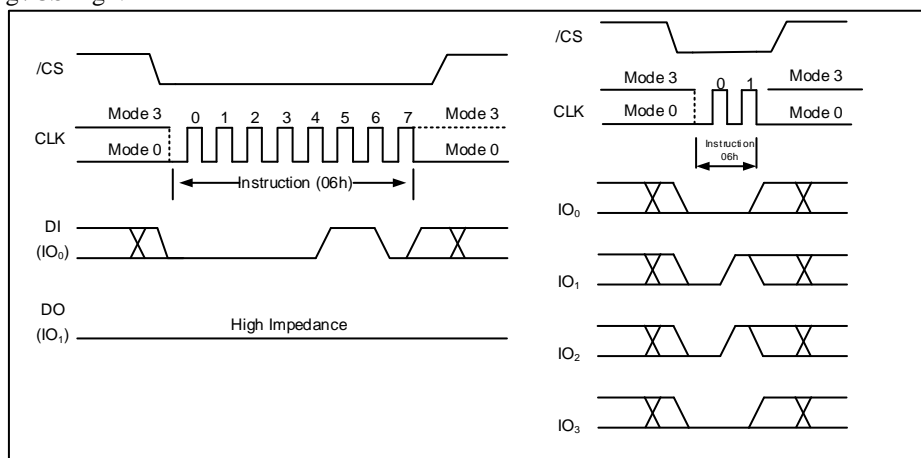 /CS
Mode 3 0 1 2 3 4 5 6 7 Mode 3
CLK
Mode 0 Mode 0
Instruction (06h)
DI
(IO₀)
DO
(IO₁)
High Impedance
/CS
Mode 3 0 1 Mode 3
CLK
Mode 0 Mode 0
Instruction
06h
IO₀
IO₁
IO₂
IO₃